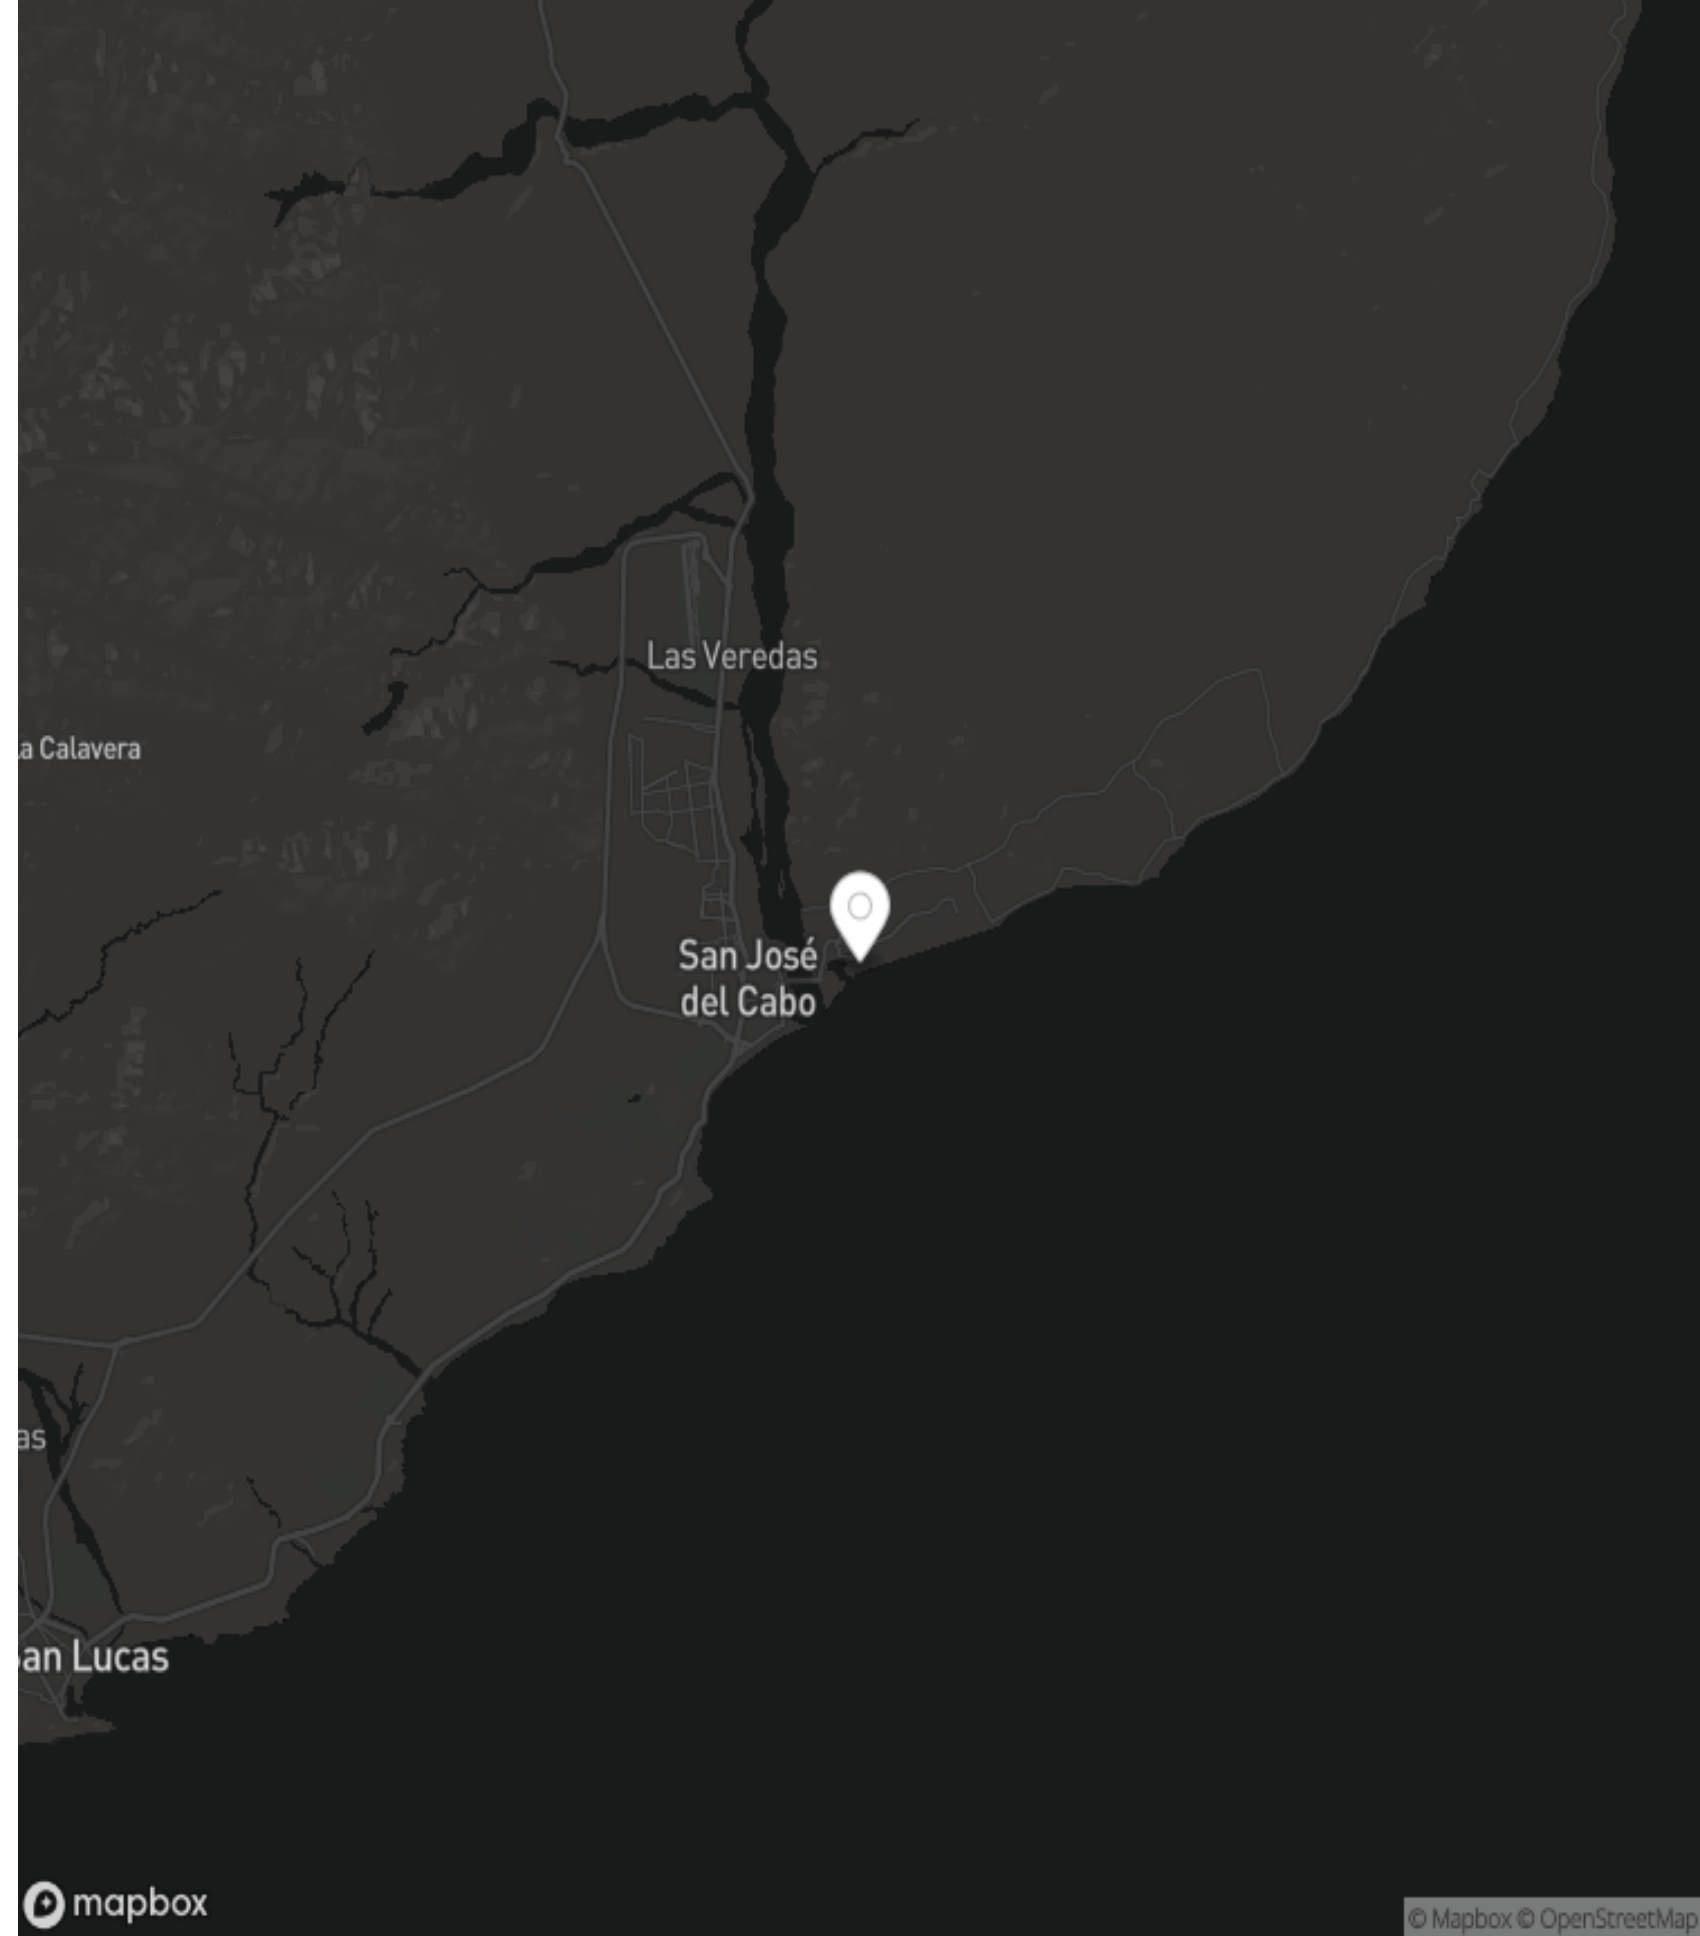 Las Veredas
a Calavera
San José
del Cabo
as
an Lucas
mapbox
© Mapbox © OpenStreetMap